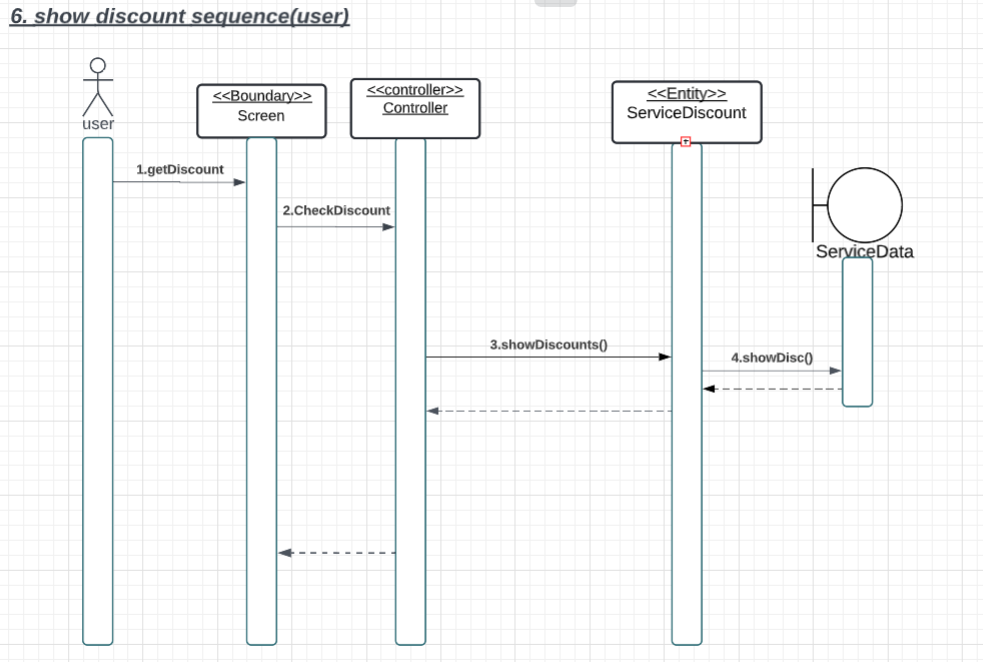 6. show discount sequence(user)
user
<<Boundary>>
Screen
<<controller>>
Controller
<<Entity>>
ServiceDiscount
ServiceData
1.getDiscount
2.CheckDiscount
3.showDiscounts()
4.showDisc()